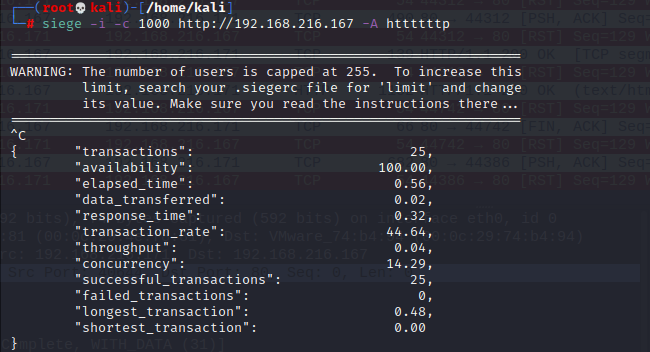 (root💀kali)-[/home/kali]
# siege -i -c 1000 http://192.168.216.167 -A httttttp
================================================================
WARNING: The number of users is capped at 255.  To increase this
         limit, search your .siegerc file for 'limit' and change
         its value. Make sure you read the instructions there...
================================================================
^C
{       "transactions":                           25,
        "availability":                       100.00,
        "elapsed_time":                         0.56,
        "data_transferred":                     0.02,
        "response_time":                        0.32,
        "transaction_rate":                    44.64,
        "throughput":                           0.04,
        "concurrency":                         14.29,
        "successful_transactions":                25,
        "failed_transactions":                     0,
        "longest_transaction":                  0.48,
        "shortest_transaction":                 0.00
}